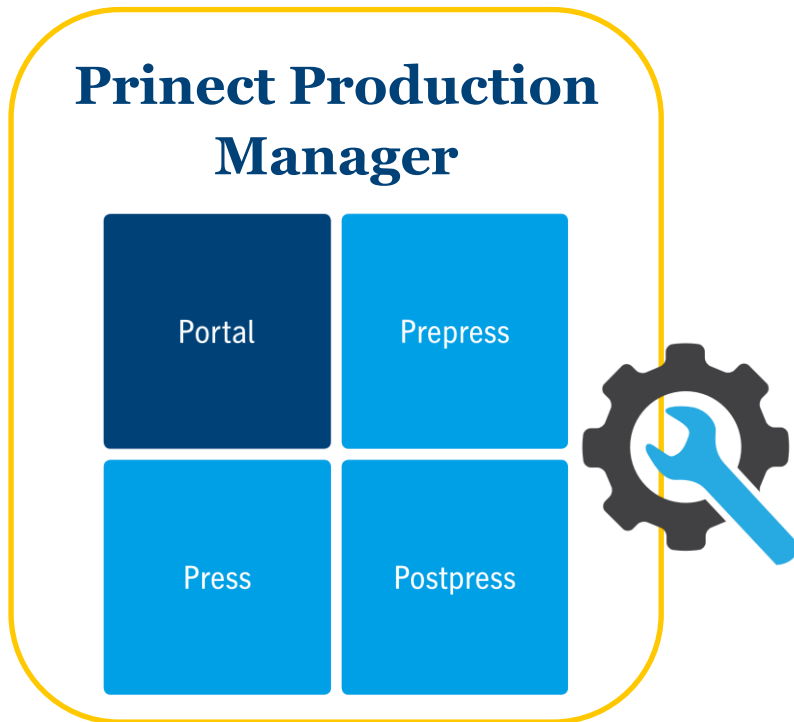 Prinect Production
Manager
Portal
Prepress
Press
Postpress